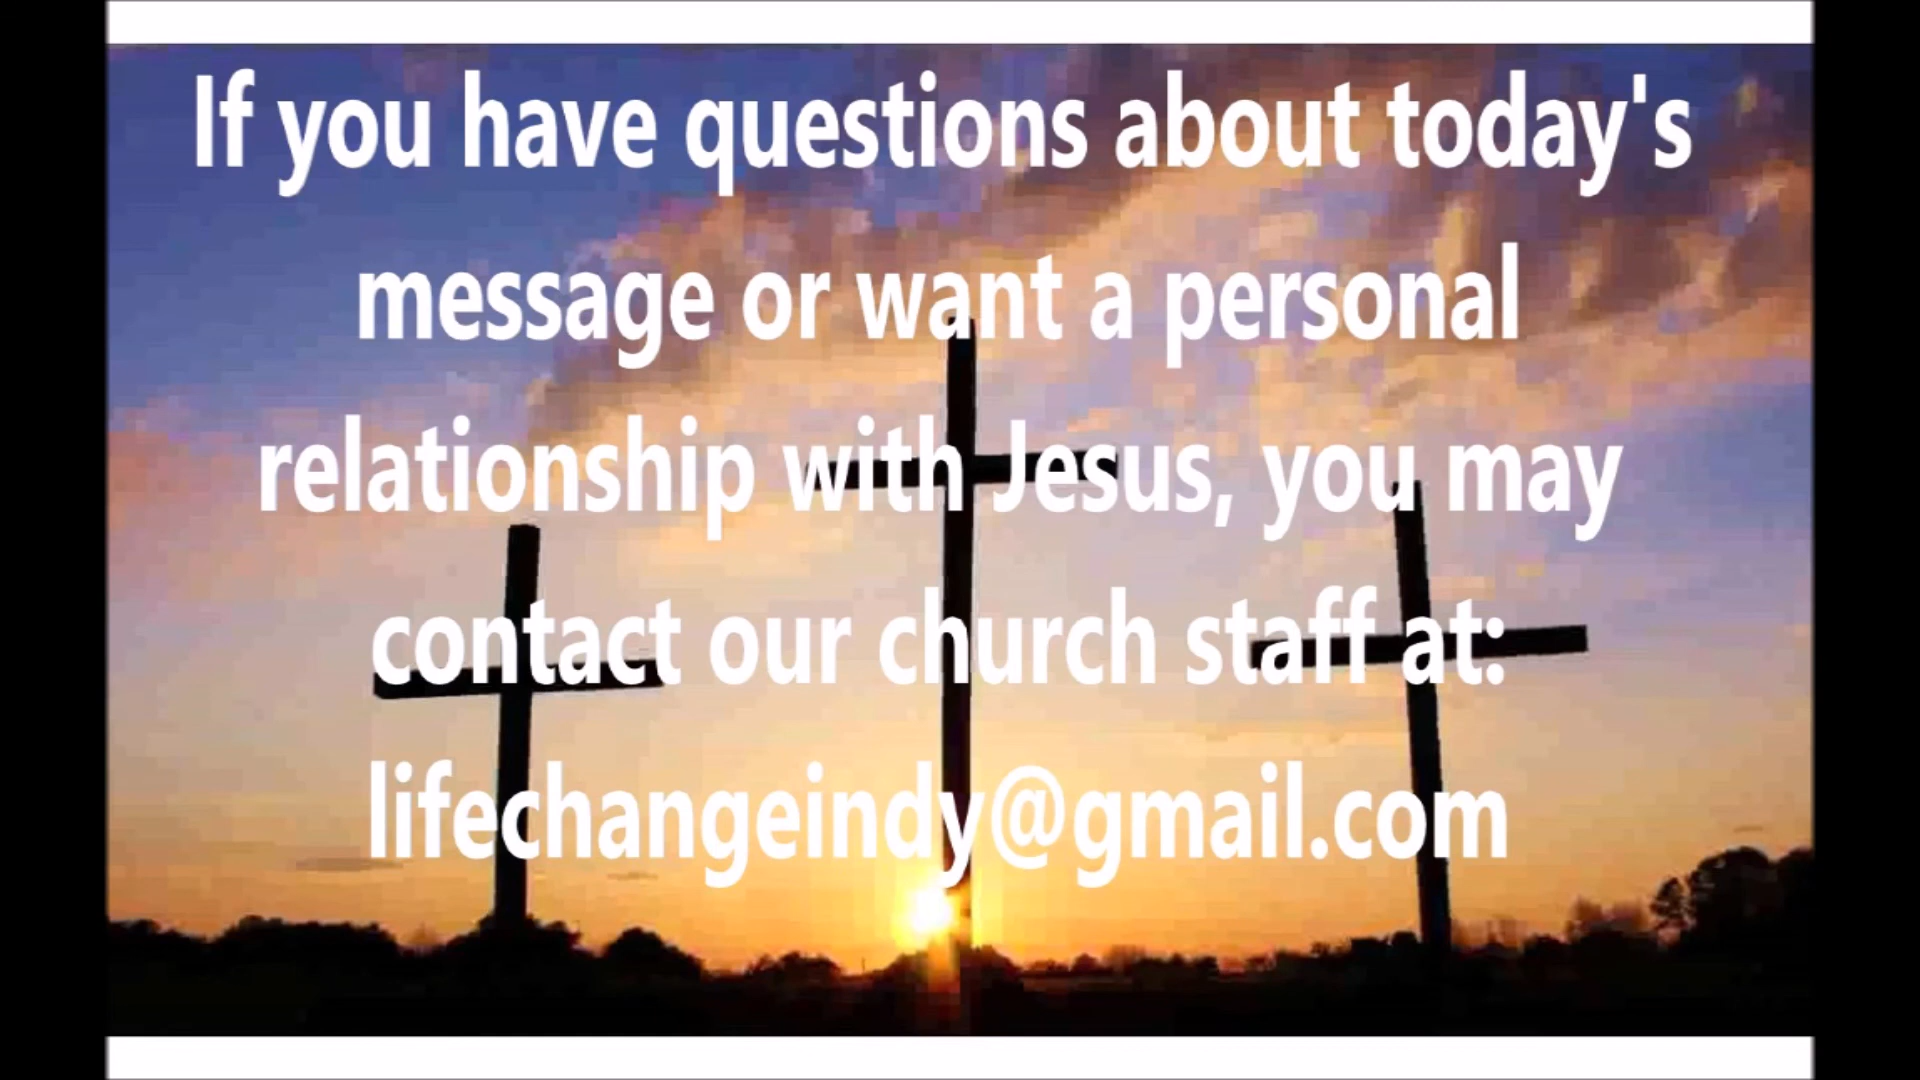 If you have questions about today's
message or want a personal
relationship with Jesus, you may
contact our church staff at:
lifechangeindy@gmail.com